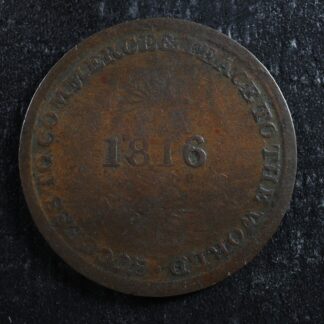 SUCCESS TO COMMERCE & PEACE TO THE WORLD
1816